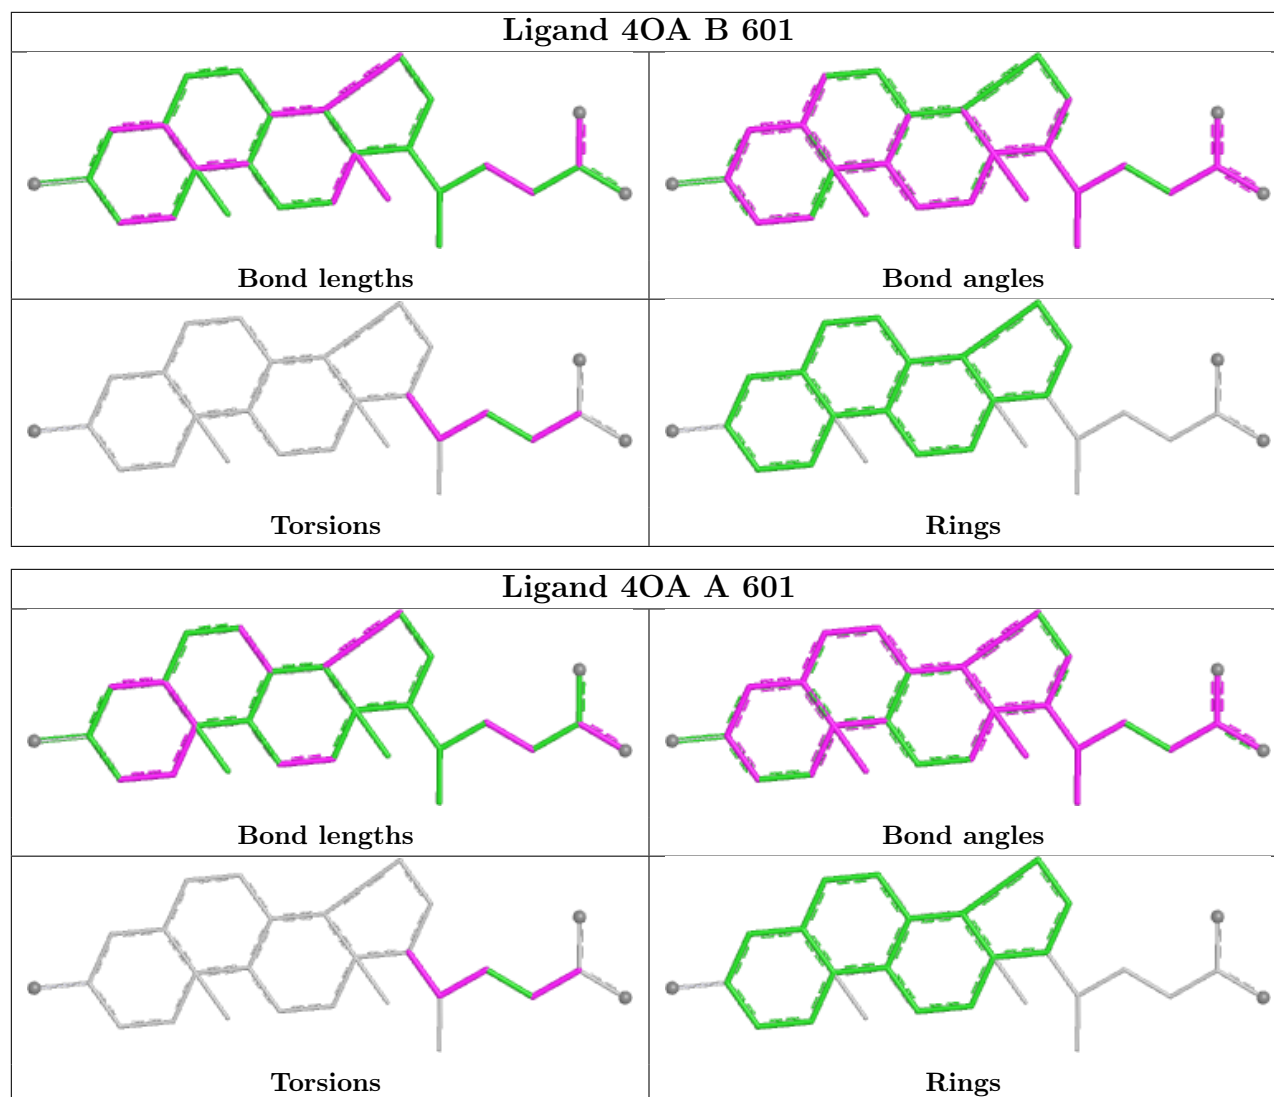 Ligand 4OA B 601
Bond lengths
Bond angles
Torsions
Rings
Ligand 4OA A 601
Bond lengths
Bond angles
Torsions
Rings